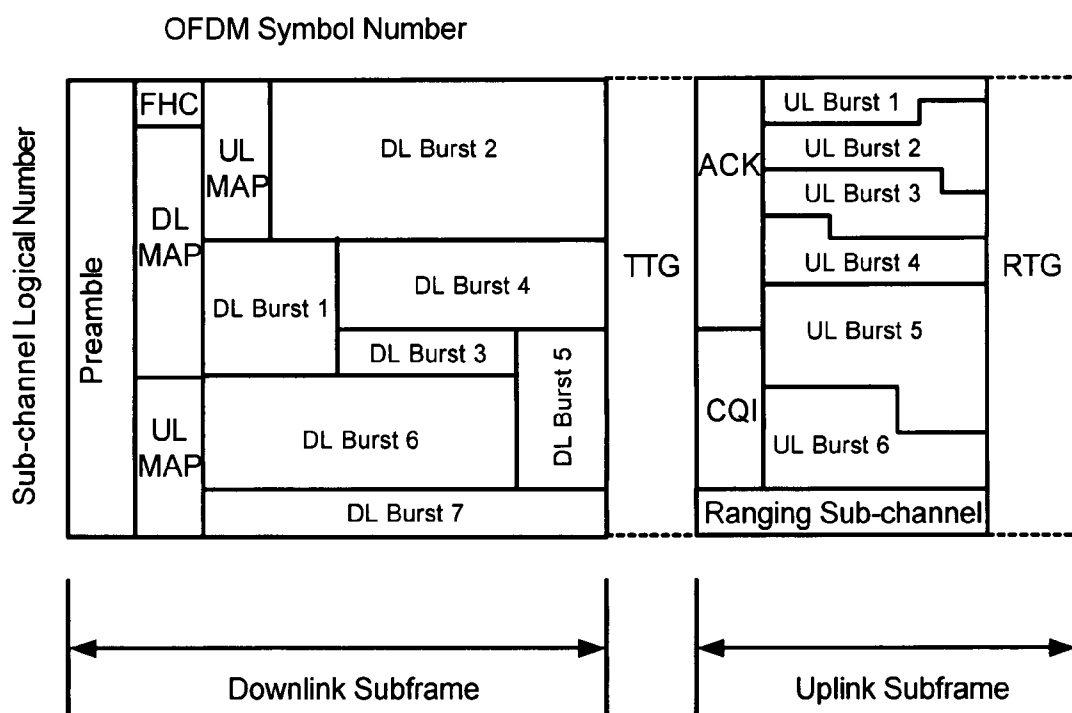 OFDM Symbol Number
Sub-channel Logical Number
Preamble
FHC
DL
MAP
UL
MAP
UL
MAP
DL Burst 2
DL Burst 1
DL Burst 4
DL Burst 3
DL Burst 5
DL Burst 6
DL Burst 7
TTG
ACK
CQI
UL Burst 1
UL Burst 2
UL Burst 3
UL Burst 4
UL Burst 5
UL Burst 6
Ranging Sub-channel
RTG
Downlink Subframe
Uplink Subframe